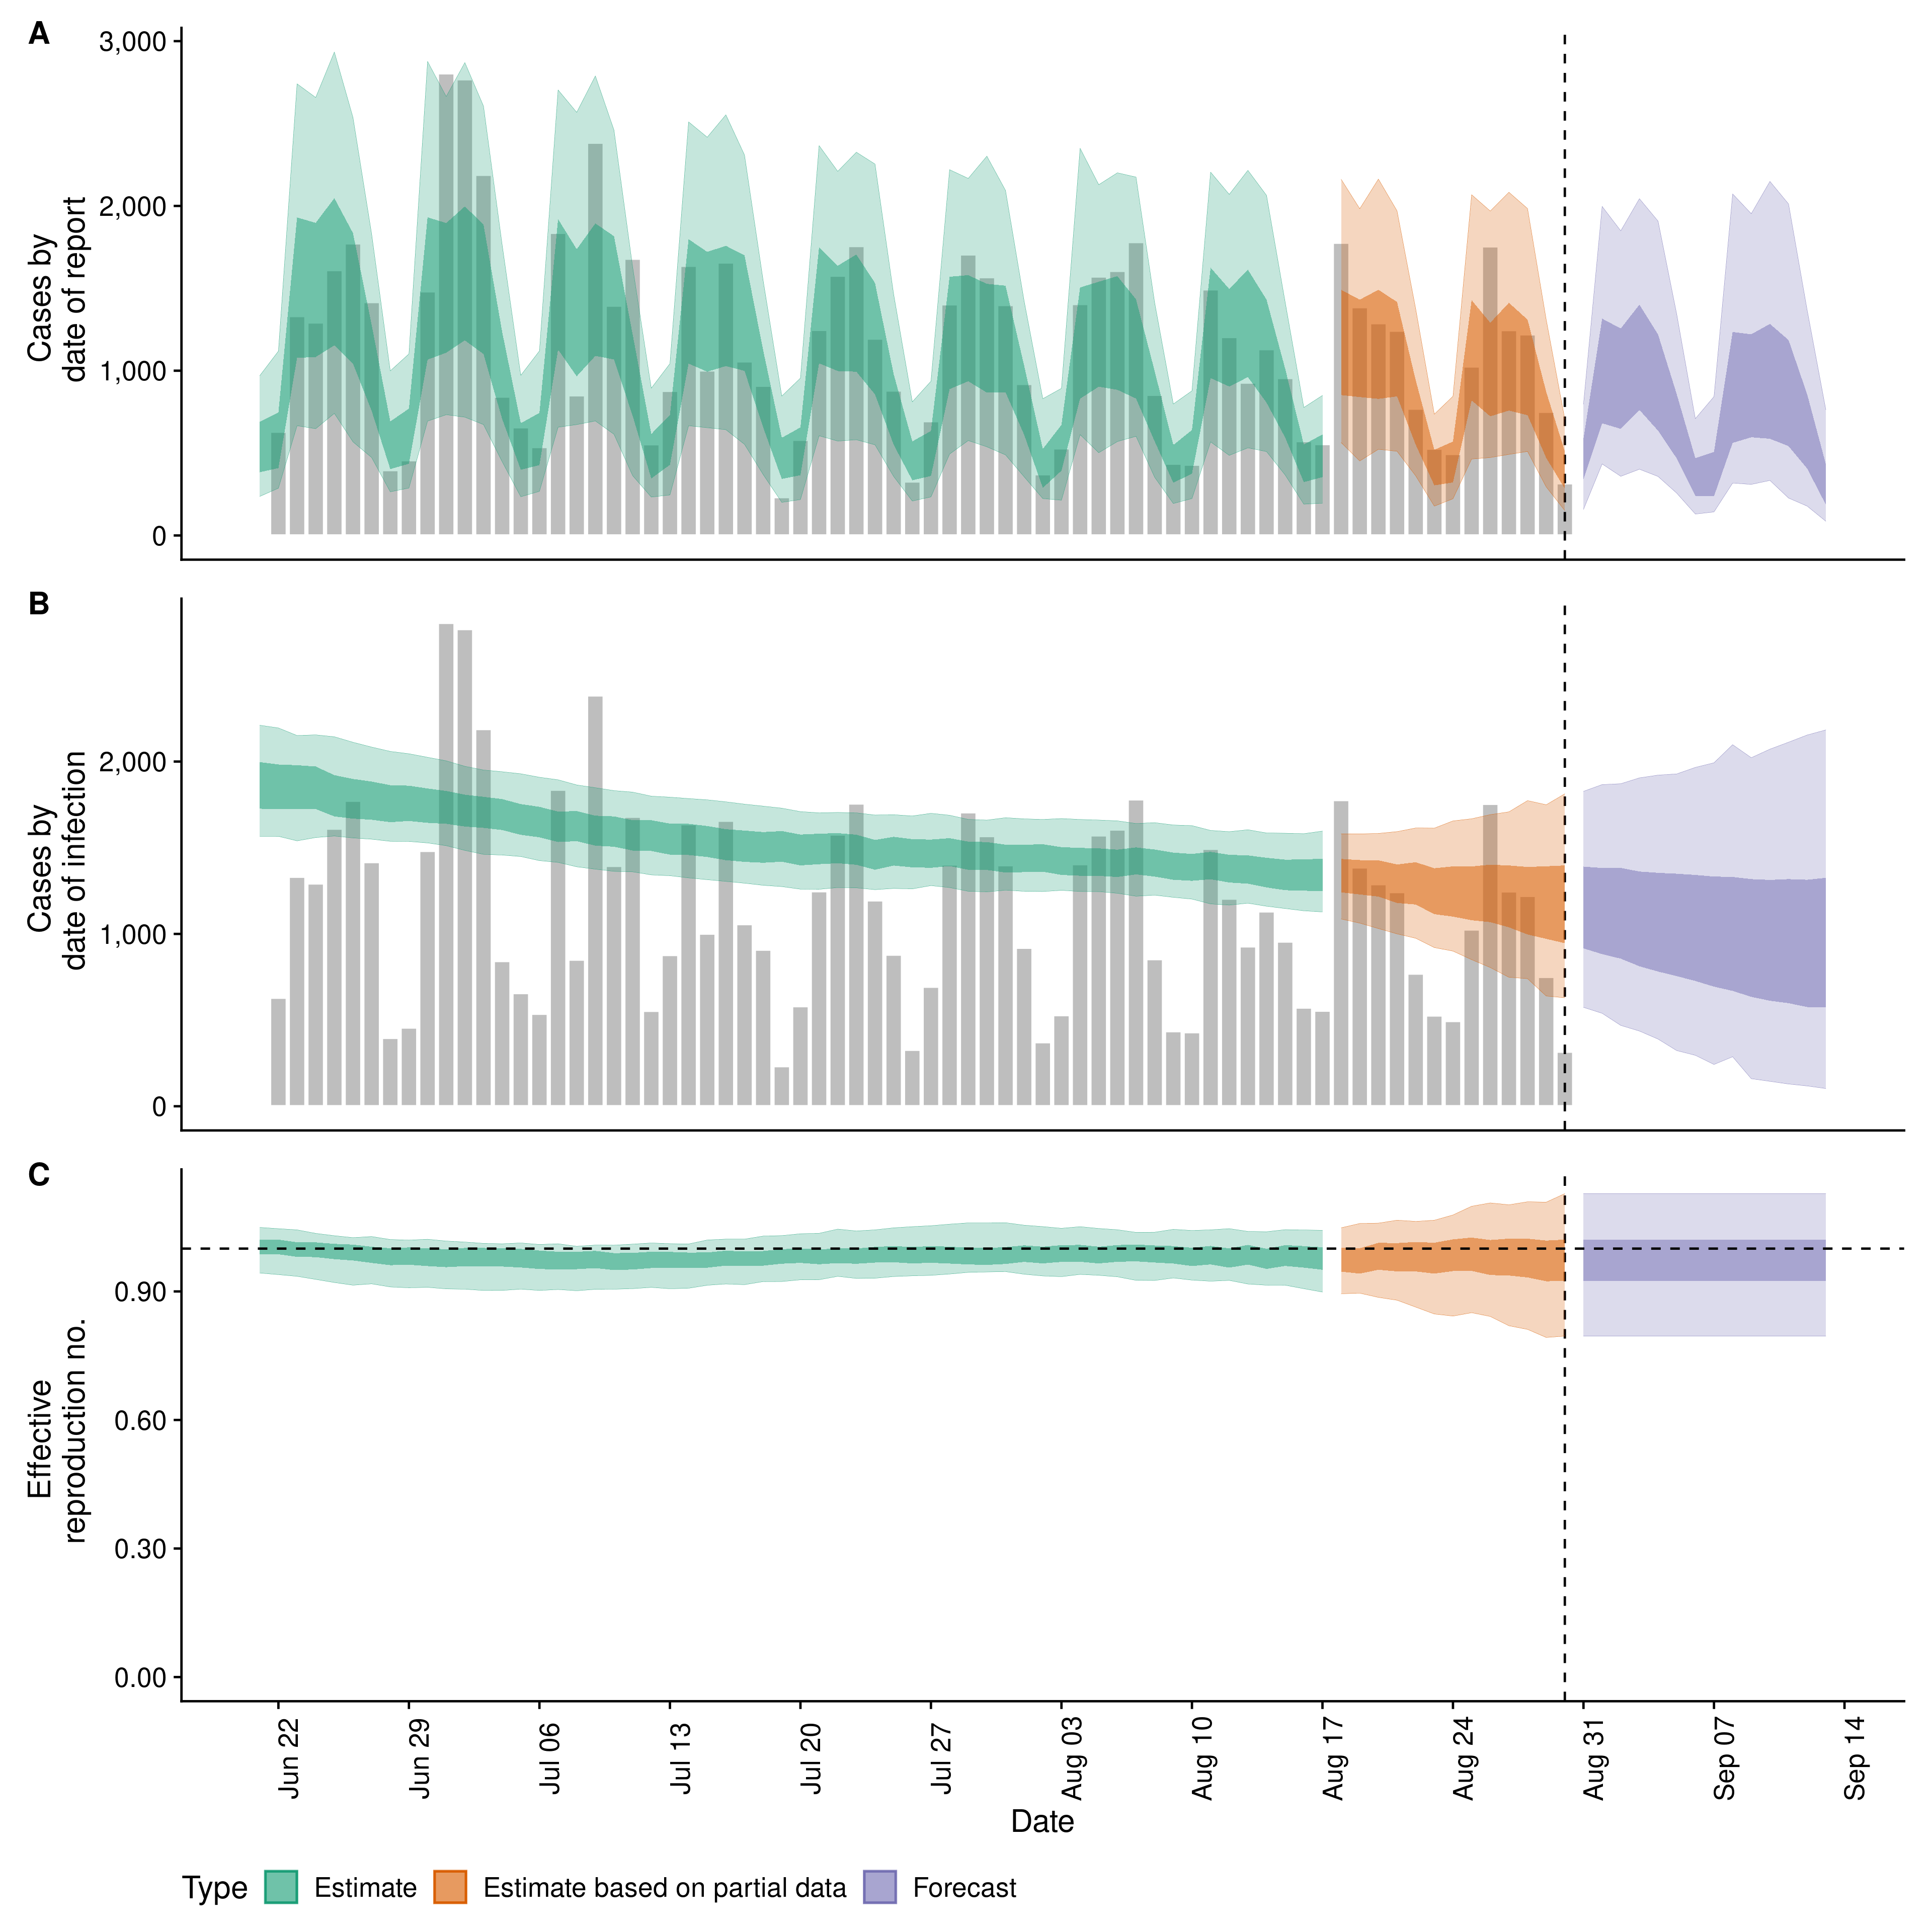 A
3,000
2,000
1,000
0
Cases by
date of report
B
2,000
1,000
0
Cases by
date of infection
C
0.90
0.60
0.30
0.00
Effective
reproduction no.
Jun 22
Jun 29
Jul 06
Jul 13
Jul 20
Jul 27
Aug 03
Aug 10
Aug 17
Aug 24
Aug 31
Sep 07
Sep 14
Date
Type Estimate Estimate based on partial data Forecast